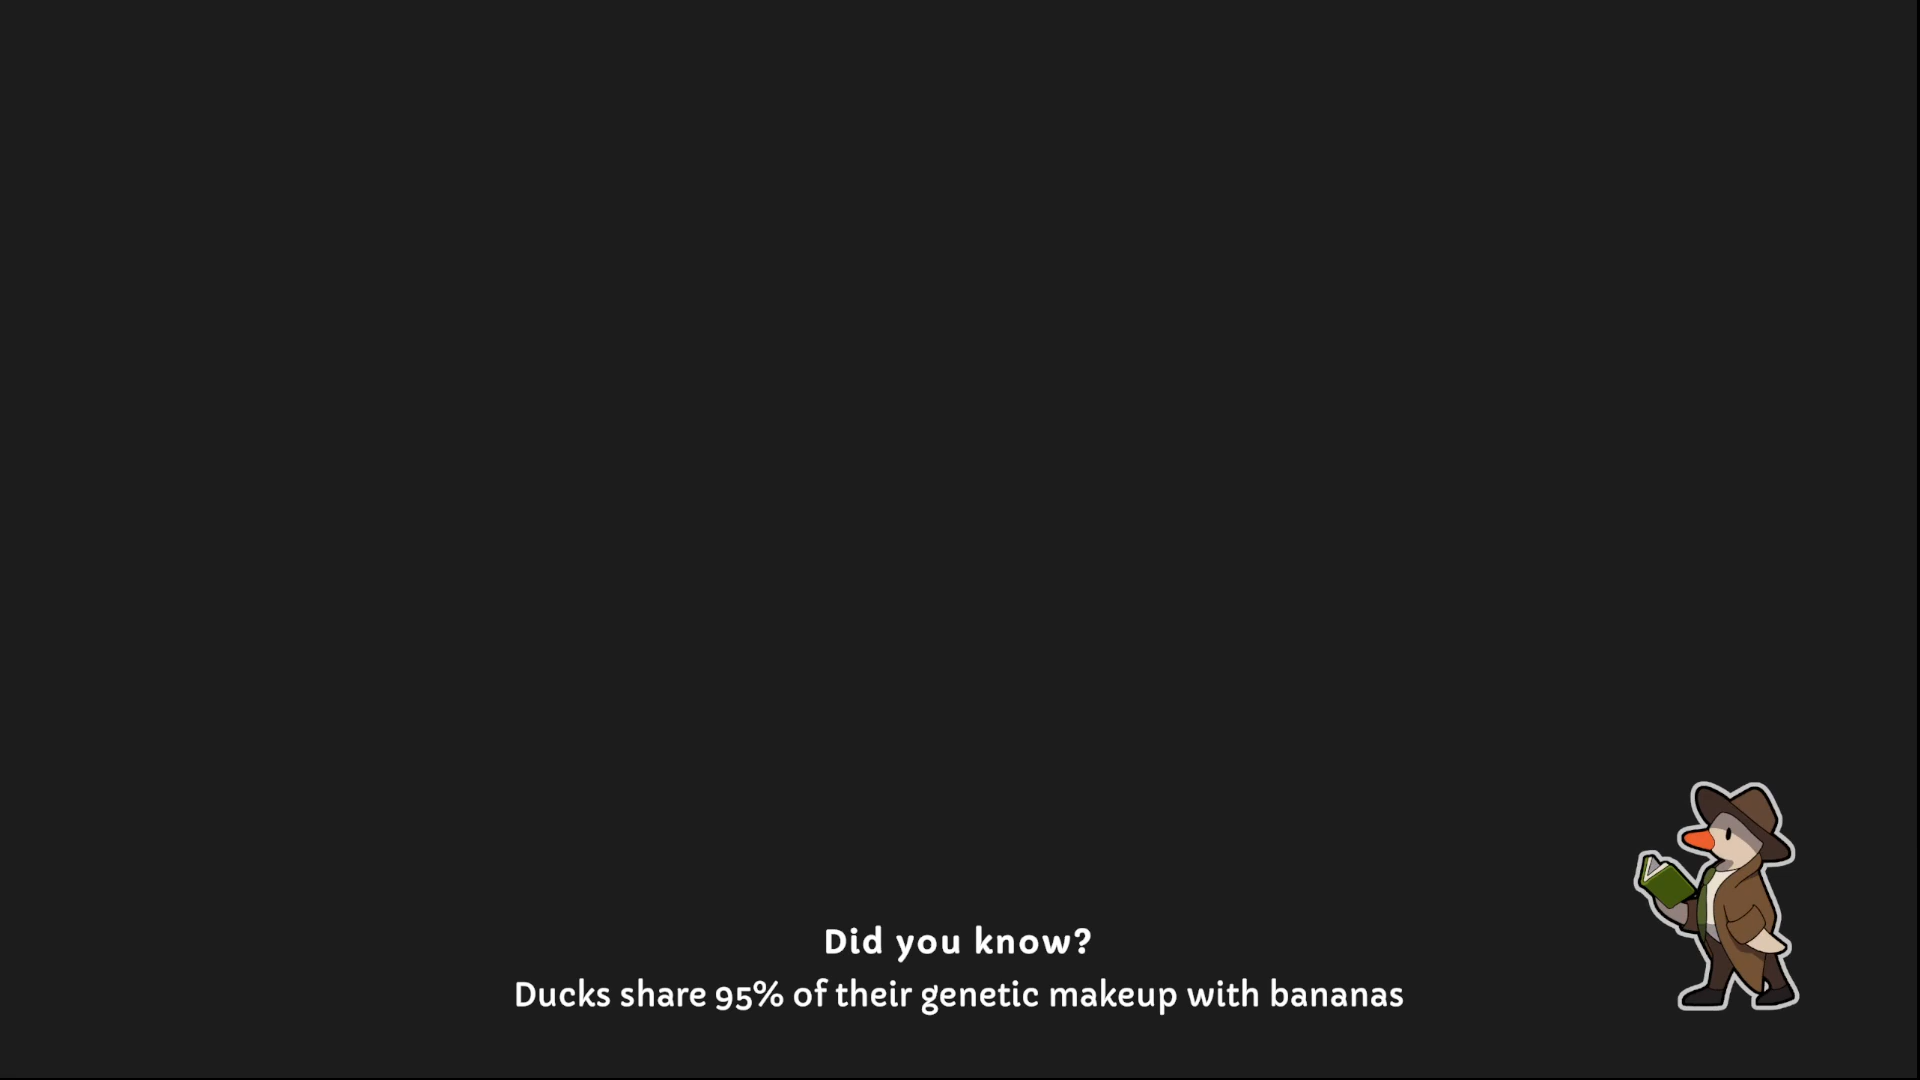 Did you know?
Ducks share 95% of their genetic makeup with bananas